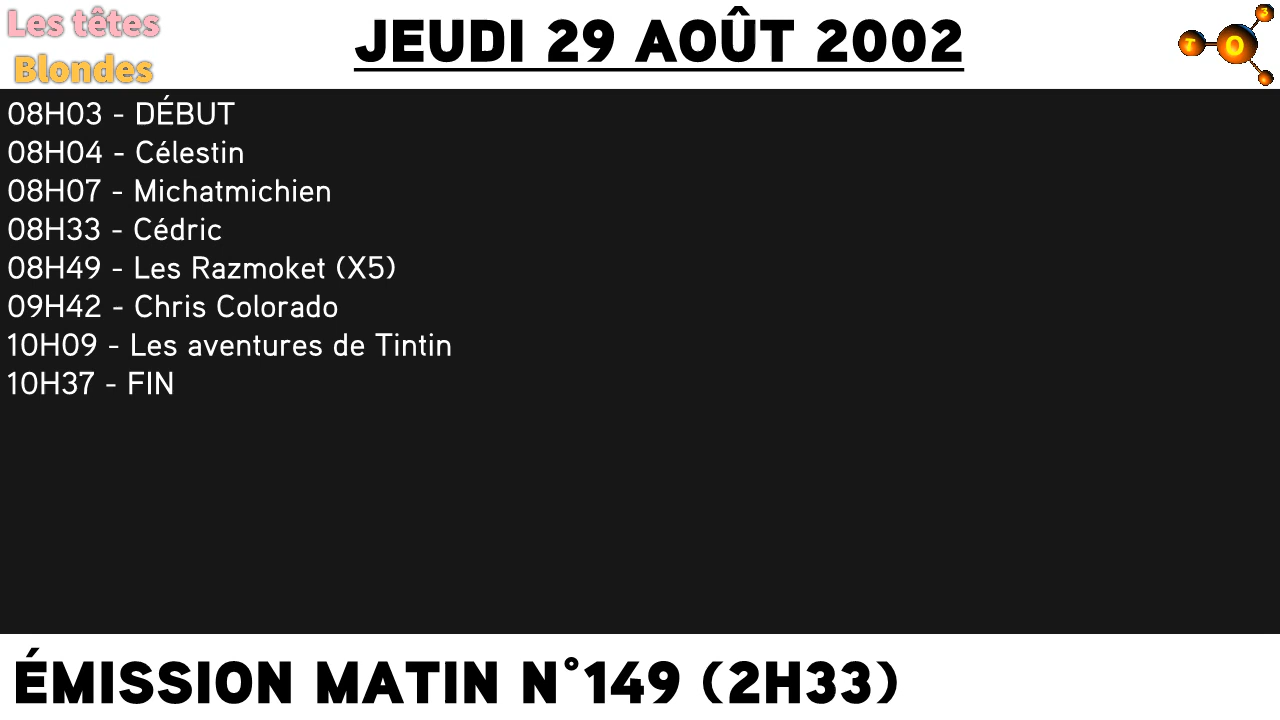 Les têtes
Blondes
JEUDI 29 AOÛT 2002
T O 3
08H03 - DÉBUT
08H04 - Célestin
08H07 - Michatmichien
08H33 - Cédric
08H49 - Les Razmoket (X5)
09H42 - Chris Colorado
10H09 - Les aventures de Tintin
10H37 - FIN
ÉMISSION MATIN N°149 (2H33)